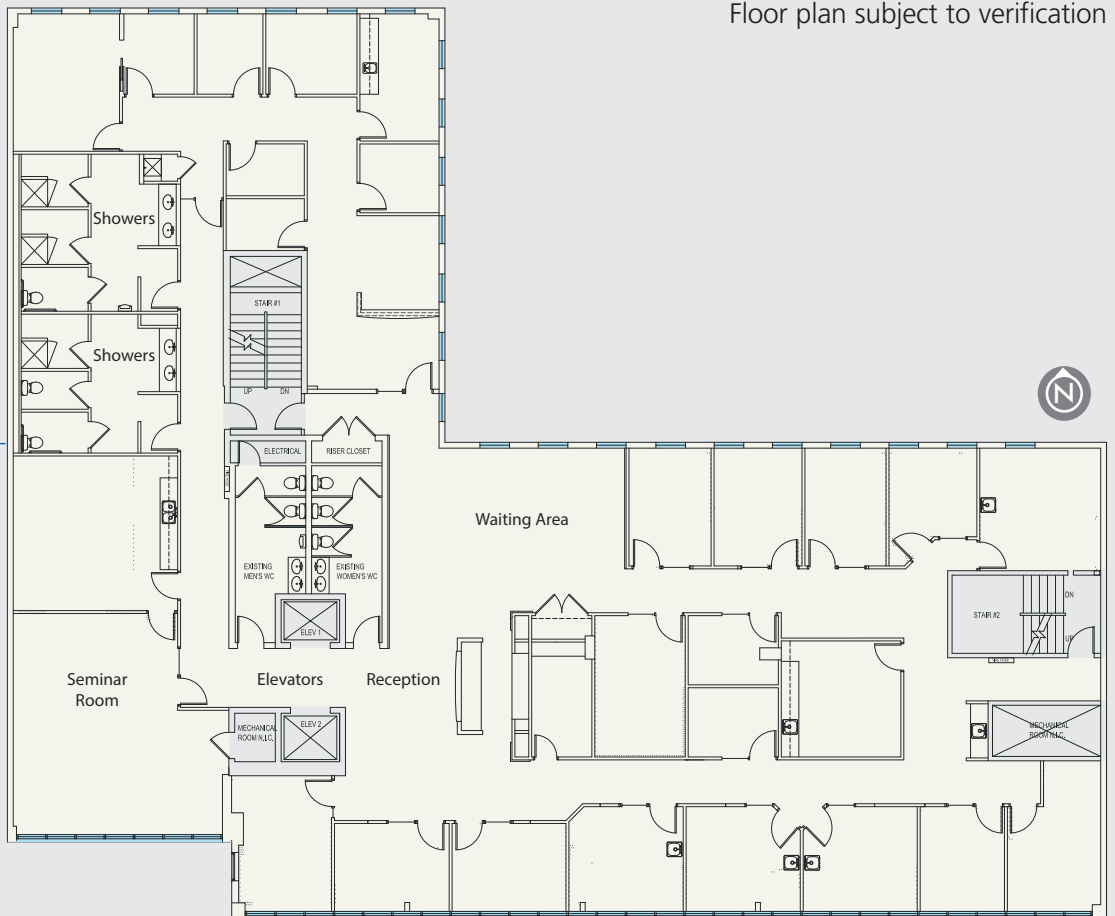 Floor plan subject to verification
Showers
STAIR #1
Showers
UP
DN
N
ELECTRICAL
RISER CLOSET
Waiting Area
EXISTING
MEN'S WC
EXISTING
WOMEN'S WC
DN
STAIR #2
UP
ELEV 1
Seminar
Room
Elevators
Reception
MECHANICAL
ROOM N.I.C.
ELEV 2
MECHANICAL
ROOM N.I.C.